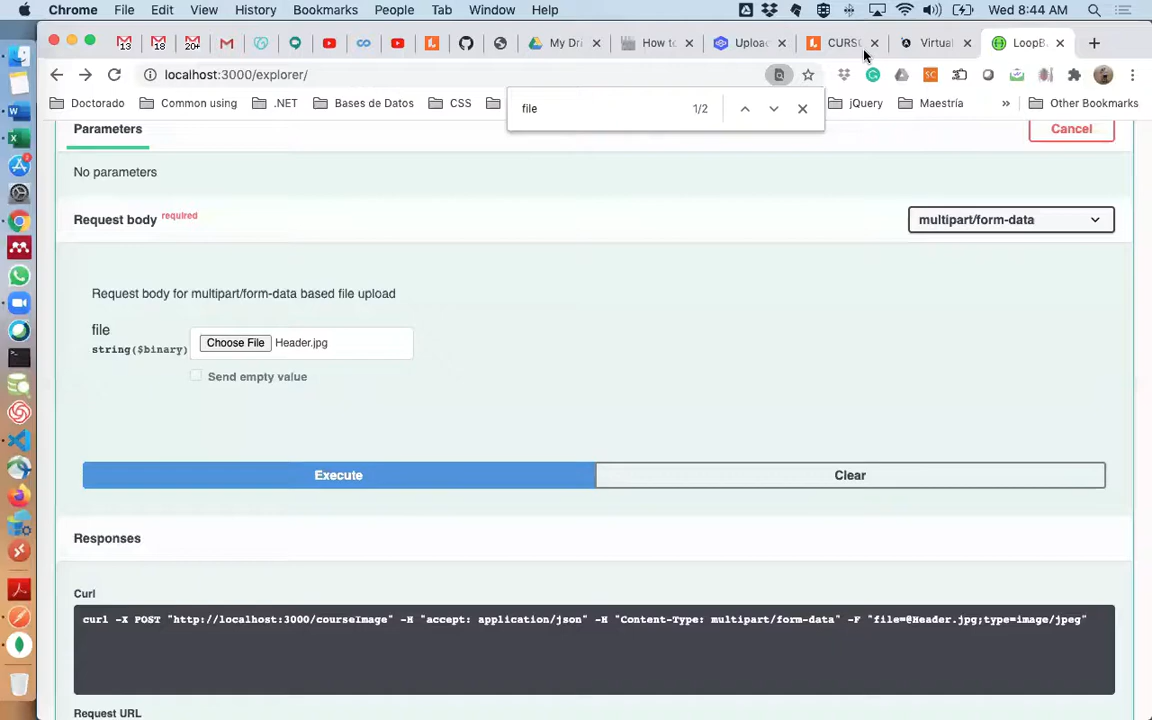 Chrome File Edit View History Bookmarks People Tab Window Help Wed 8:44 AM
13 18 20+ My Dr How to Uploa CURSO Virtual LoopB
localhost:3000/explorer/
Doctorado Common using .NET Bases de Datos CSS jQuery Maestría » Other Bookmarks
file 1/2
Parameters Cancel
No parameters
Request body required multipart/form-data
Request body for multipart/form-data based file upload
file
string($binary) Choose File Header.jpg
Send empty value
Execute Clear
Responses
Curl
curl -X POST "http://localhost:3000/courseImage" -H "accept: application/json" -H "Content-Type: multipart/form-data" -F "file=@Header.jpg;type=image/jpeg"
Request URL